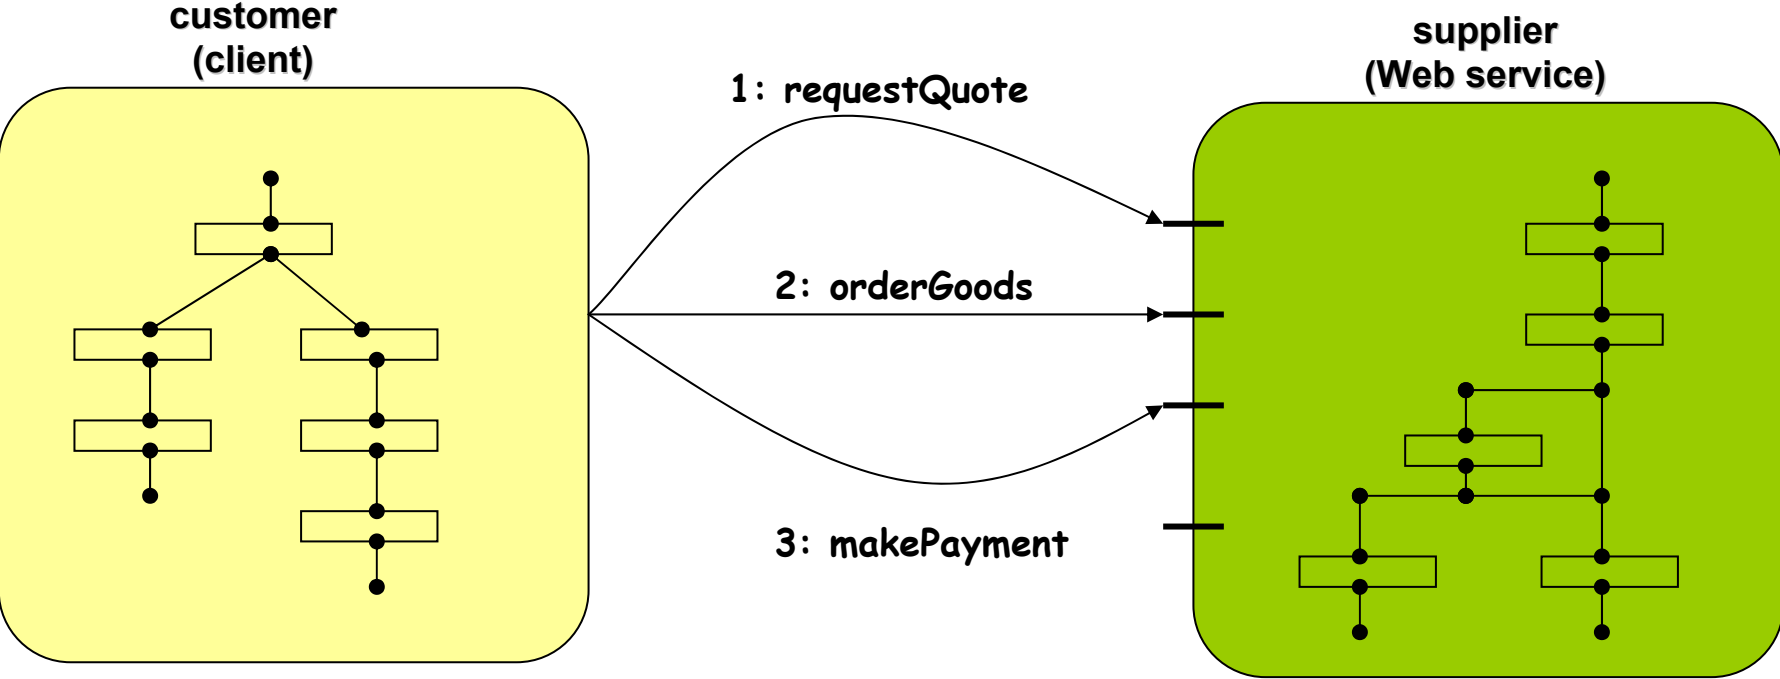 customer
(client)
supplier
(Web service)
1: requestQuote
2: orderGoods
3: makePayment